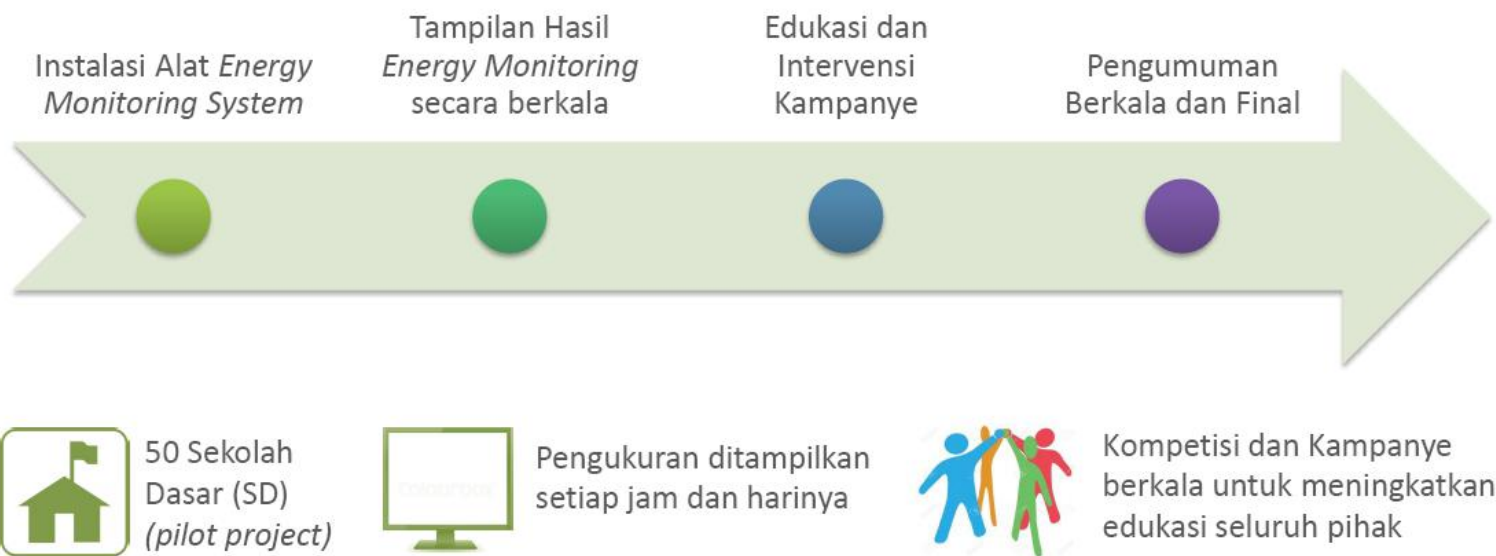 Instalasi Alat Energy
Monitoring System
Tampilan Hasil
Energy Monitoring
secara berkala
Edukasi dan
Intervensi
Kampanye
Pengumuman
Berkala dan Final
50 Sekolah
Dasar (SD)
(pilot project)
Pengukuran ditampilkan
setiap jam dan harinya
Kompetisi dan Kampanye
berkala untuk meningkatkan
edukasi seluruh pihak